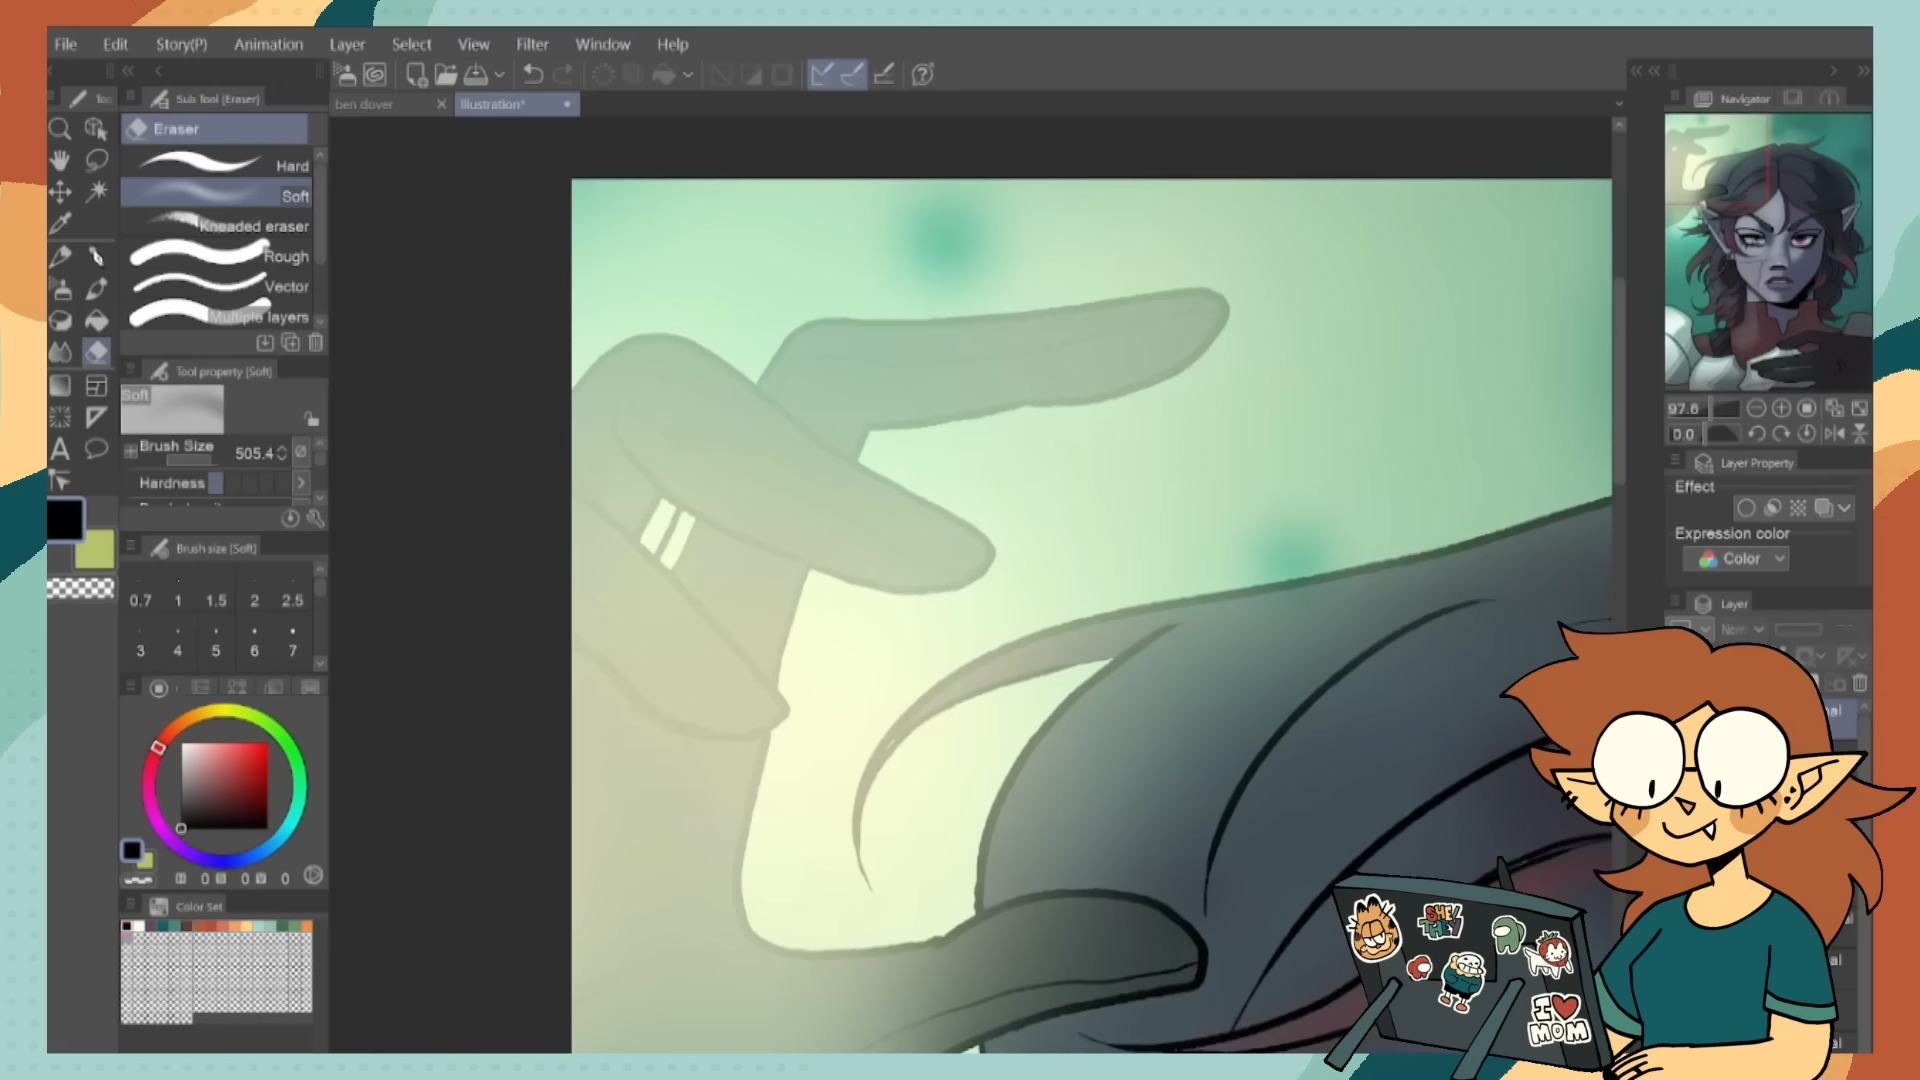 File Edit Story(P) Animation Layer Select View Filter Window Help
Sub Tool [Eraser]
ben dover
Illustration*
Navigator
Eraser
Hard
Soft
Kneaded eraser
Rough
Vector
Multiple layers
Tool property [Soft]
Soft
Brush Size 505.4
Hardness
Brush size [Soft]
0.7 1 1.5 2 2.5
3 4 5 6 7
0 0 0
Color Set
97.6
0.0
Layer Property
Effect
Expression color
Color
Layer
SHE/
THEY
I
MOM